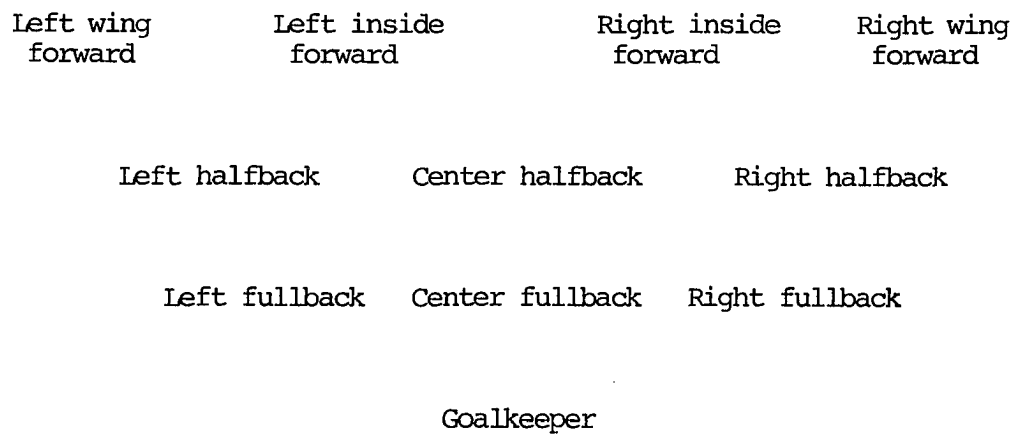 Left wing forward Left inside forward Right inside forward Right wing forward
Left halfback Center halfback Right halfback
Left fullback Center fullback Right fullback
Goalkeeper